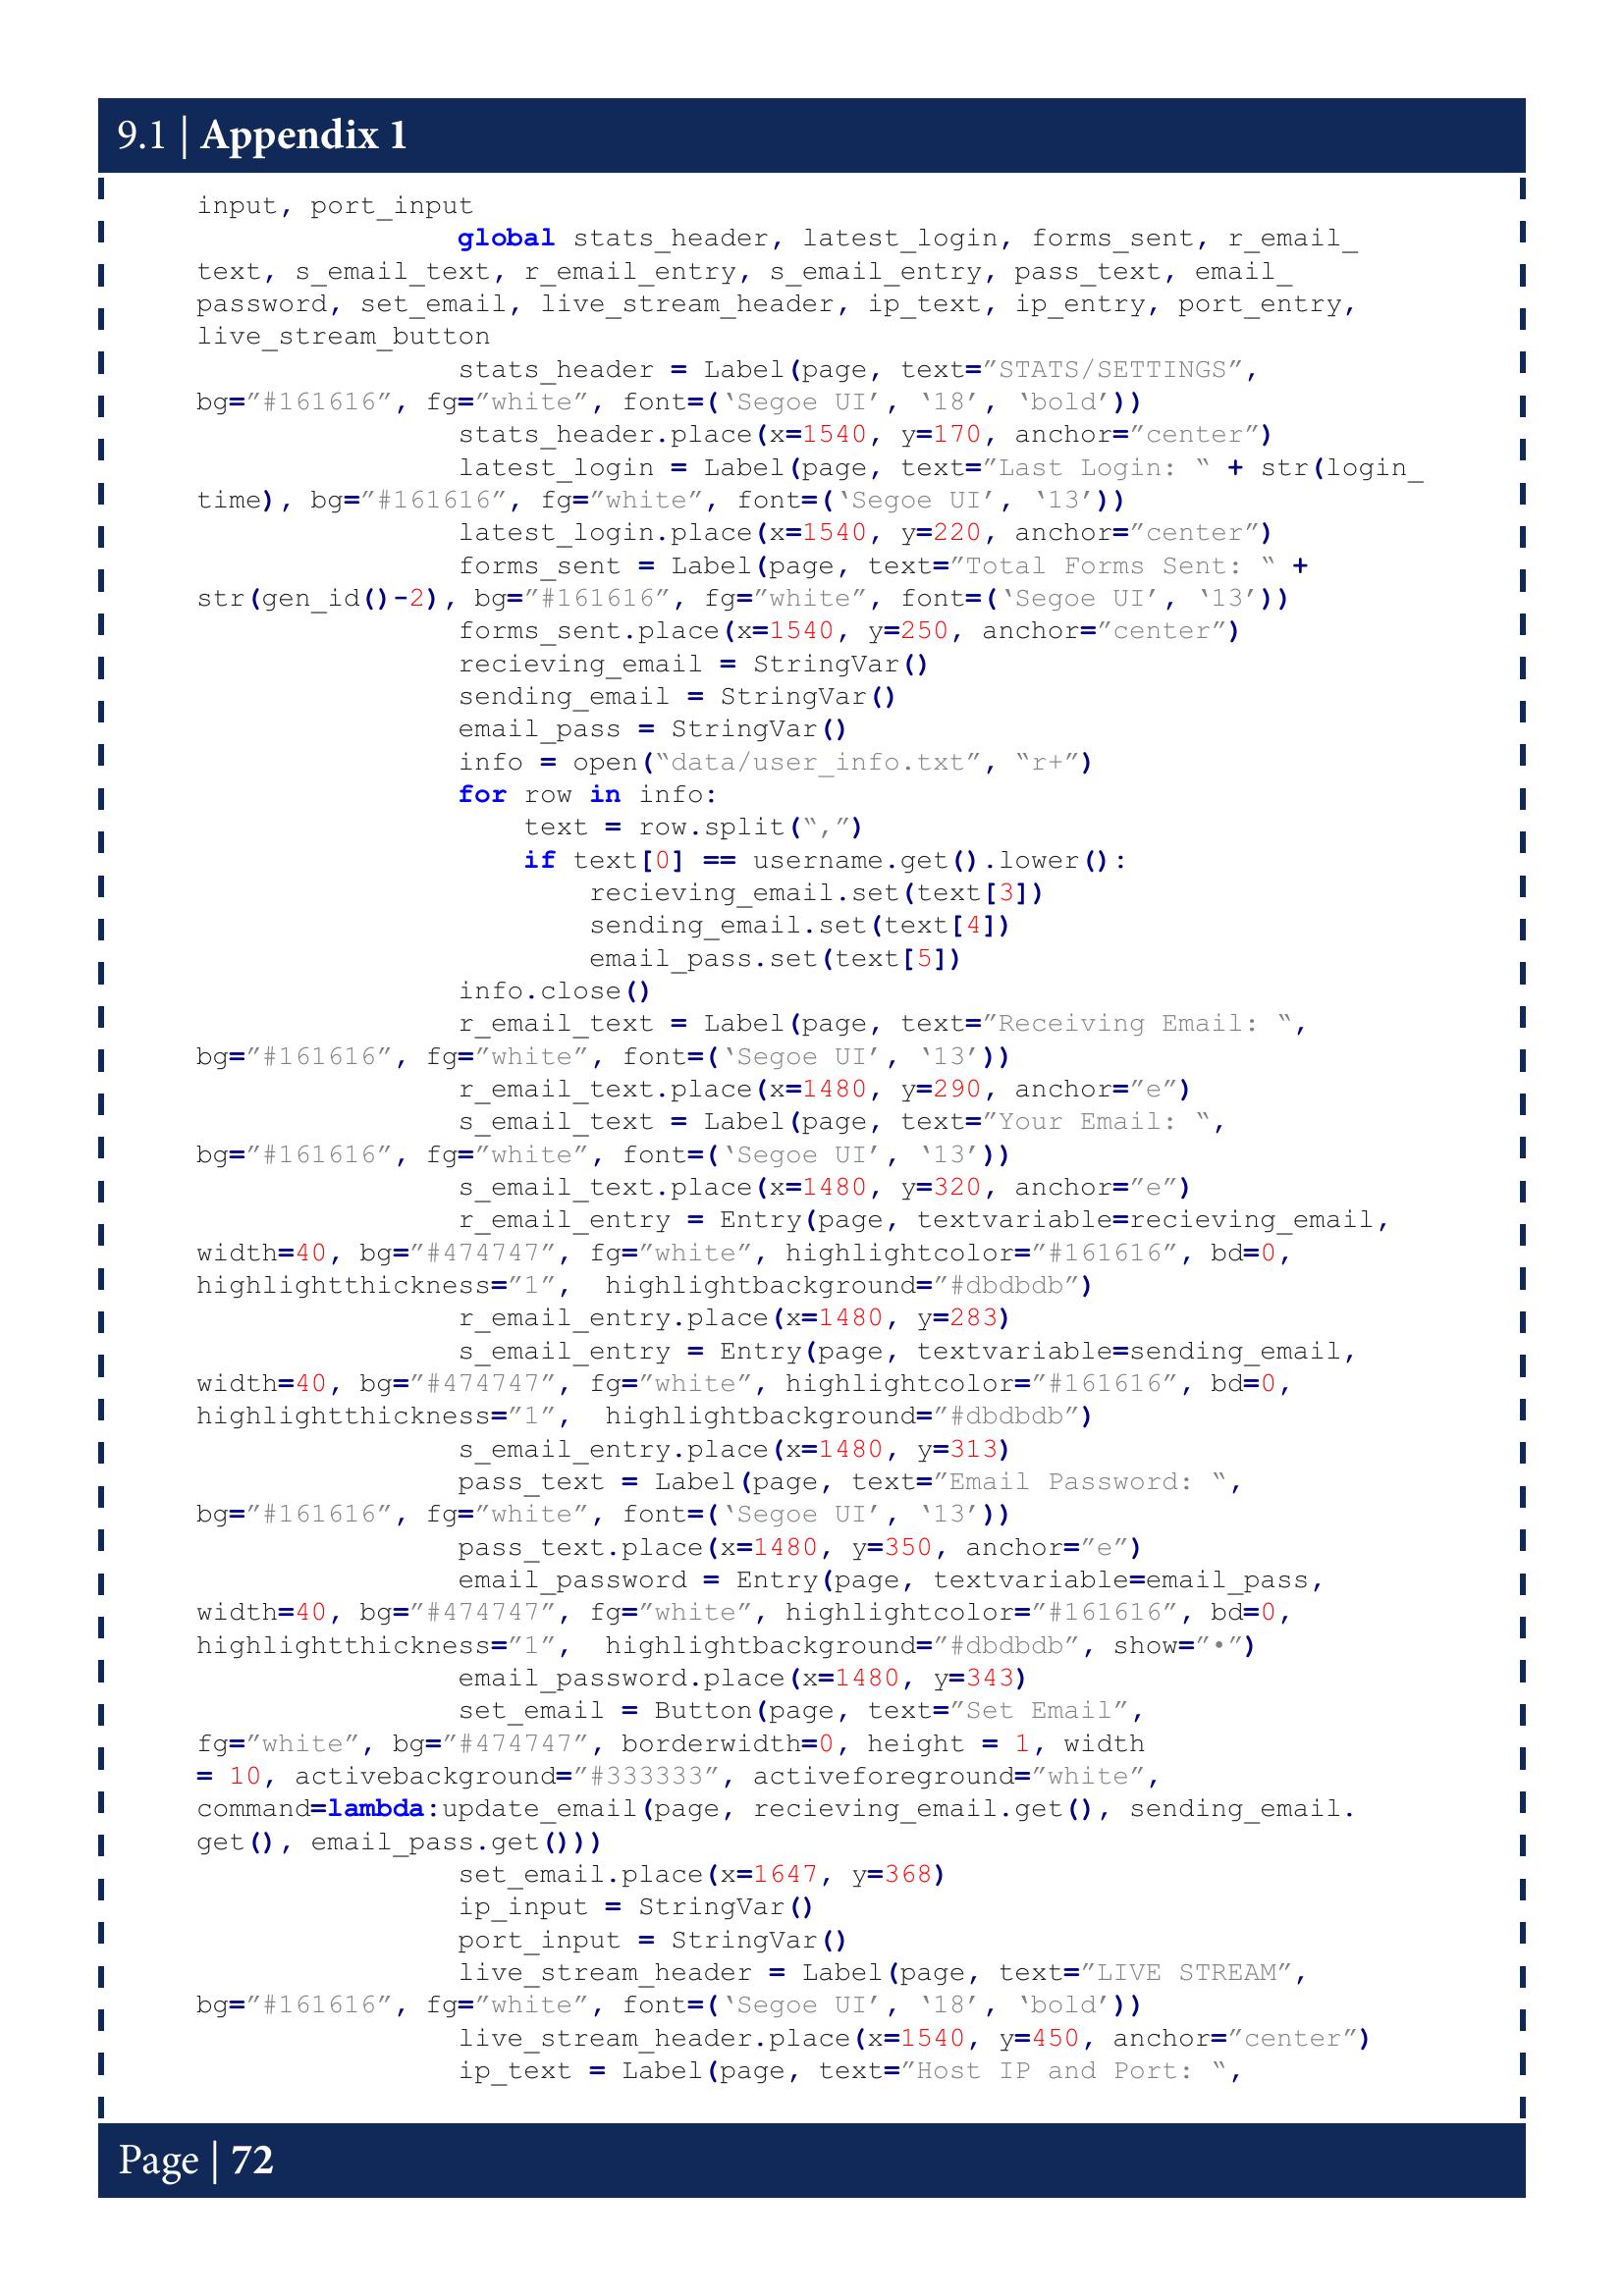 9.1 | Appendix 1
input, port_input
                global stats_header, latest_login, forms_sent, r_email_
text, s_email_text, r_email_entry, s_email_entry, pass_text, email_
password, set_email, live_stream_header, ip_text, ip_entry, port_entry,
live_stream_button
                stats_header = Label(page, text=”STATS/SETTINGS”,
bg=”#161616”, fg=”white”, font=(‘Segoe UI’, ‘18’, ‘bold’))
                stats_header.place(x=1540, y=170, anchor=”center”)
                latest_login = Label(page, text=”Last Login: “ + str(login_
time), bg=”#161616”, fg=”white”, font=(‘Segoe UI’, ‘13’))
                latest_login.place(x=1540, y=220, anchor=”center”)
                forms_sent = Label(page, text=”Total Forms Sent: “ +
str(gen_id()-2), bg=”#161616”, fg=”white”, font=(‘Segoe UI’, ‘13’))
                forms_sent.place(x=1540, y=250, anchor=”center”)
                recieving_email = StringVar()
                sending_email = StringVar()
                email_pass = StringVar()
                info = open(“data/user_info.txt”, “r+”)
                for row in info:
                    text = row.split(“,”)
                    if text[0] == username.get().lower():
                        recieving_email.set(text[3])
                        sending_email.set(text[4])
                        email_pass.set(text[5])
                info.close()
                r_email_text = Label(page, text=”Receiving Email: “,
bg=”#161616”, fg=”white”, font=(‘Segoe UI’, ‘13’))
                r_email_text.place(x=1480, y=290, anchor=”e”)
                s_email_text = Label(page, text=”Your Email: “,
bg=”#161616”, fg=”white”, font=(‘Segoe UI’, ‘13’))
                s_email_text.place(x=1480, y=320, anchor=”e”)
                r_email_entry = Entry(page, textvariable=recieving_email,
width=40, bg=”#474747”, fg=”white”, highlightcolor=”#161616”, bd=0,
highlightthickness=”1”,  highlightbackground=”#dbdbdb”)
                r_email_entry.place(x=1480, y=283)
                s_email_entry = Entry(page, textvariable=sending_email,
width=40, bg=”#474747”, fg=”white”, highlightcolor=”#161616”, bd=0,
highlightthickness=”1”,  highlightbackground=”#dbdbdb”)
                s_email_entry.place(x=1480, y=313)
                pass_text = Label(page, text=”Email Password: “,
bg=”#161616”, fg=”white”, font=(‘Segoe UI’, ‘13’))
                pass_text.place(x=1480, y=350, anchor=”e”)
                email_password = Entry(page, textvariable=email_pass,
width=40, bg=”#474747”, fg=”white”, highlightcolor=”#161616”, bd=0,
highlightthickness=”1”,  highlightbackground=”#dbdbdb”, show=”•”)
                email_password.place(x=1480, y=343)
                set_email = Button(page, text=”Set Email”,
fg=”white”, bg=”#474747”, borderwidth=0, height = 1, width
= 10, activebackground=”#333333”, activeforeground=”white”,
command=lambda:update_email(page, recieving_email.get(), sending_email.
get(), email_pass.get()))
                set_email.place(x=1647, y=368)
                ip_input = StringVar()
                port_input = StringVar()
                live_stream_header = Label(page, text=”LIVE STREAM”,
bg=”#161616”, fg=”white”, font=(‘Segoe UI’, ‘18’, ‘bold’))
                live_stream_header.place(x=1540, y=450, anchor=”center”)
                ip_text = Label(page, text=”Host IP and Port: “,
Page | 72